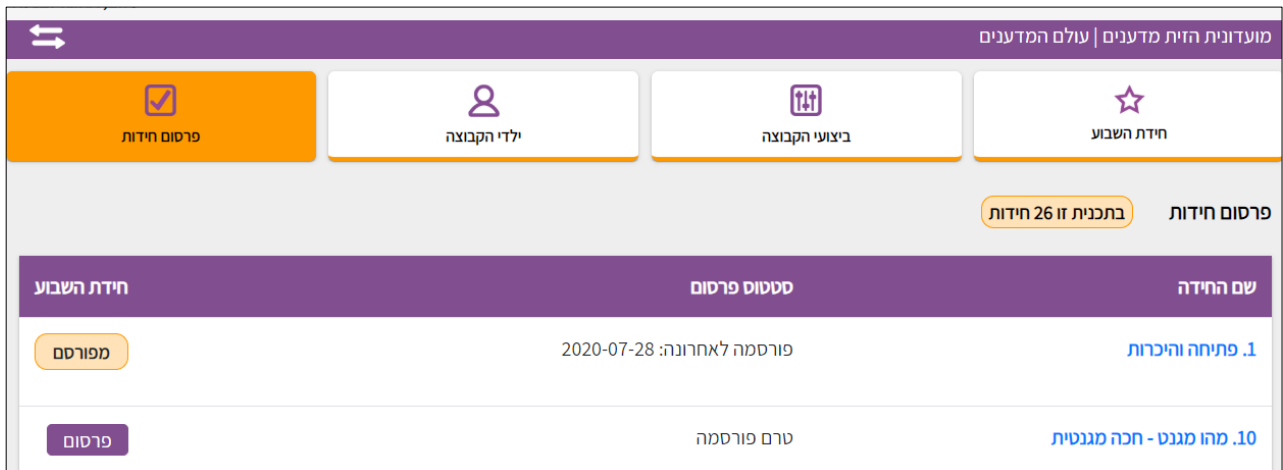 מועדונית הזית מדענים | עולם המדענים
חידת השבוע
ביצועי הקבוצה
ילדי הקבוצה
פרסום חידות
פרסום חידות
בתכנית זו 26 חידות
שם החידה סטטוס פרסום חידת השבוע
1. פתיחה והיכרות פורסמה לאחרונה: 2020-07-28 מפורסם
10. מהו מגנט - חכה מגנטית טרם פורסמה פרסום